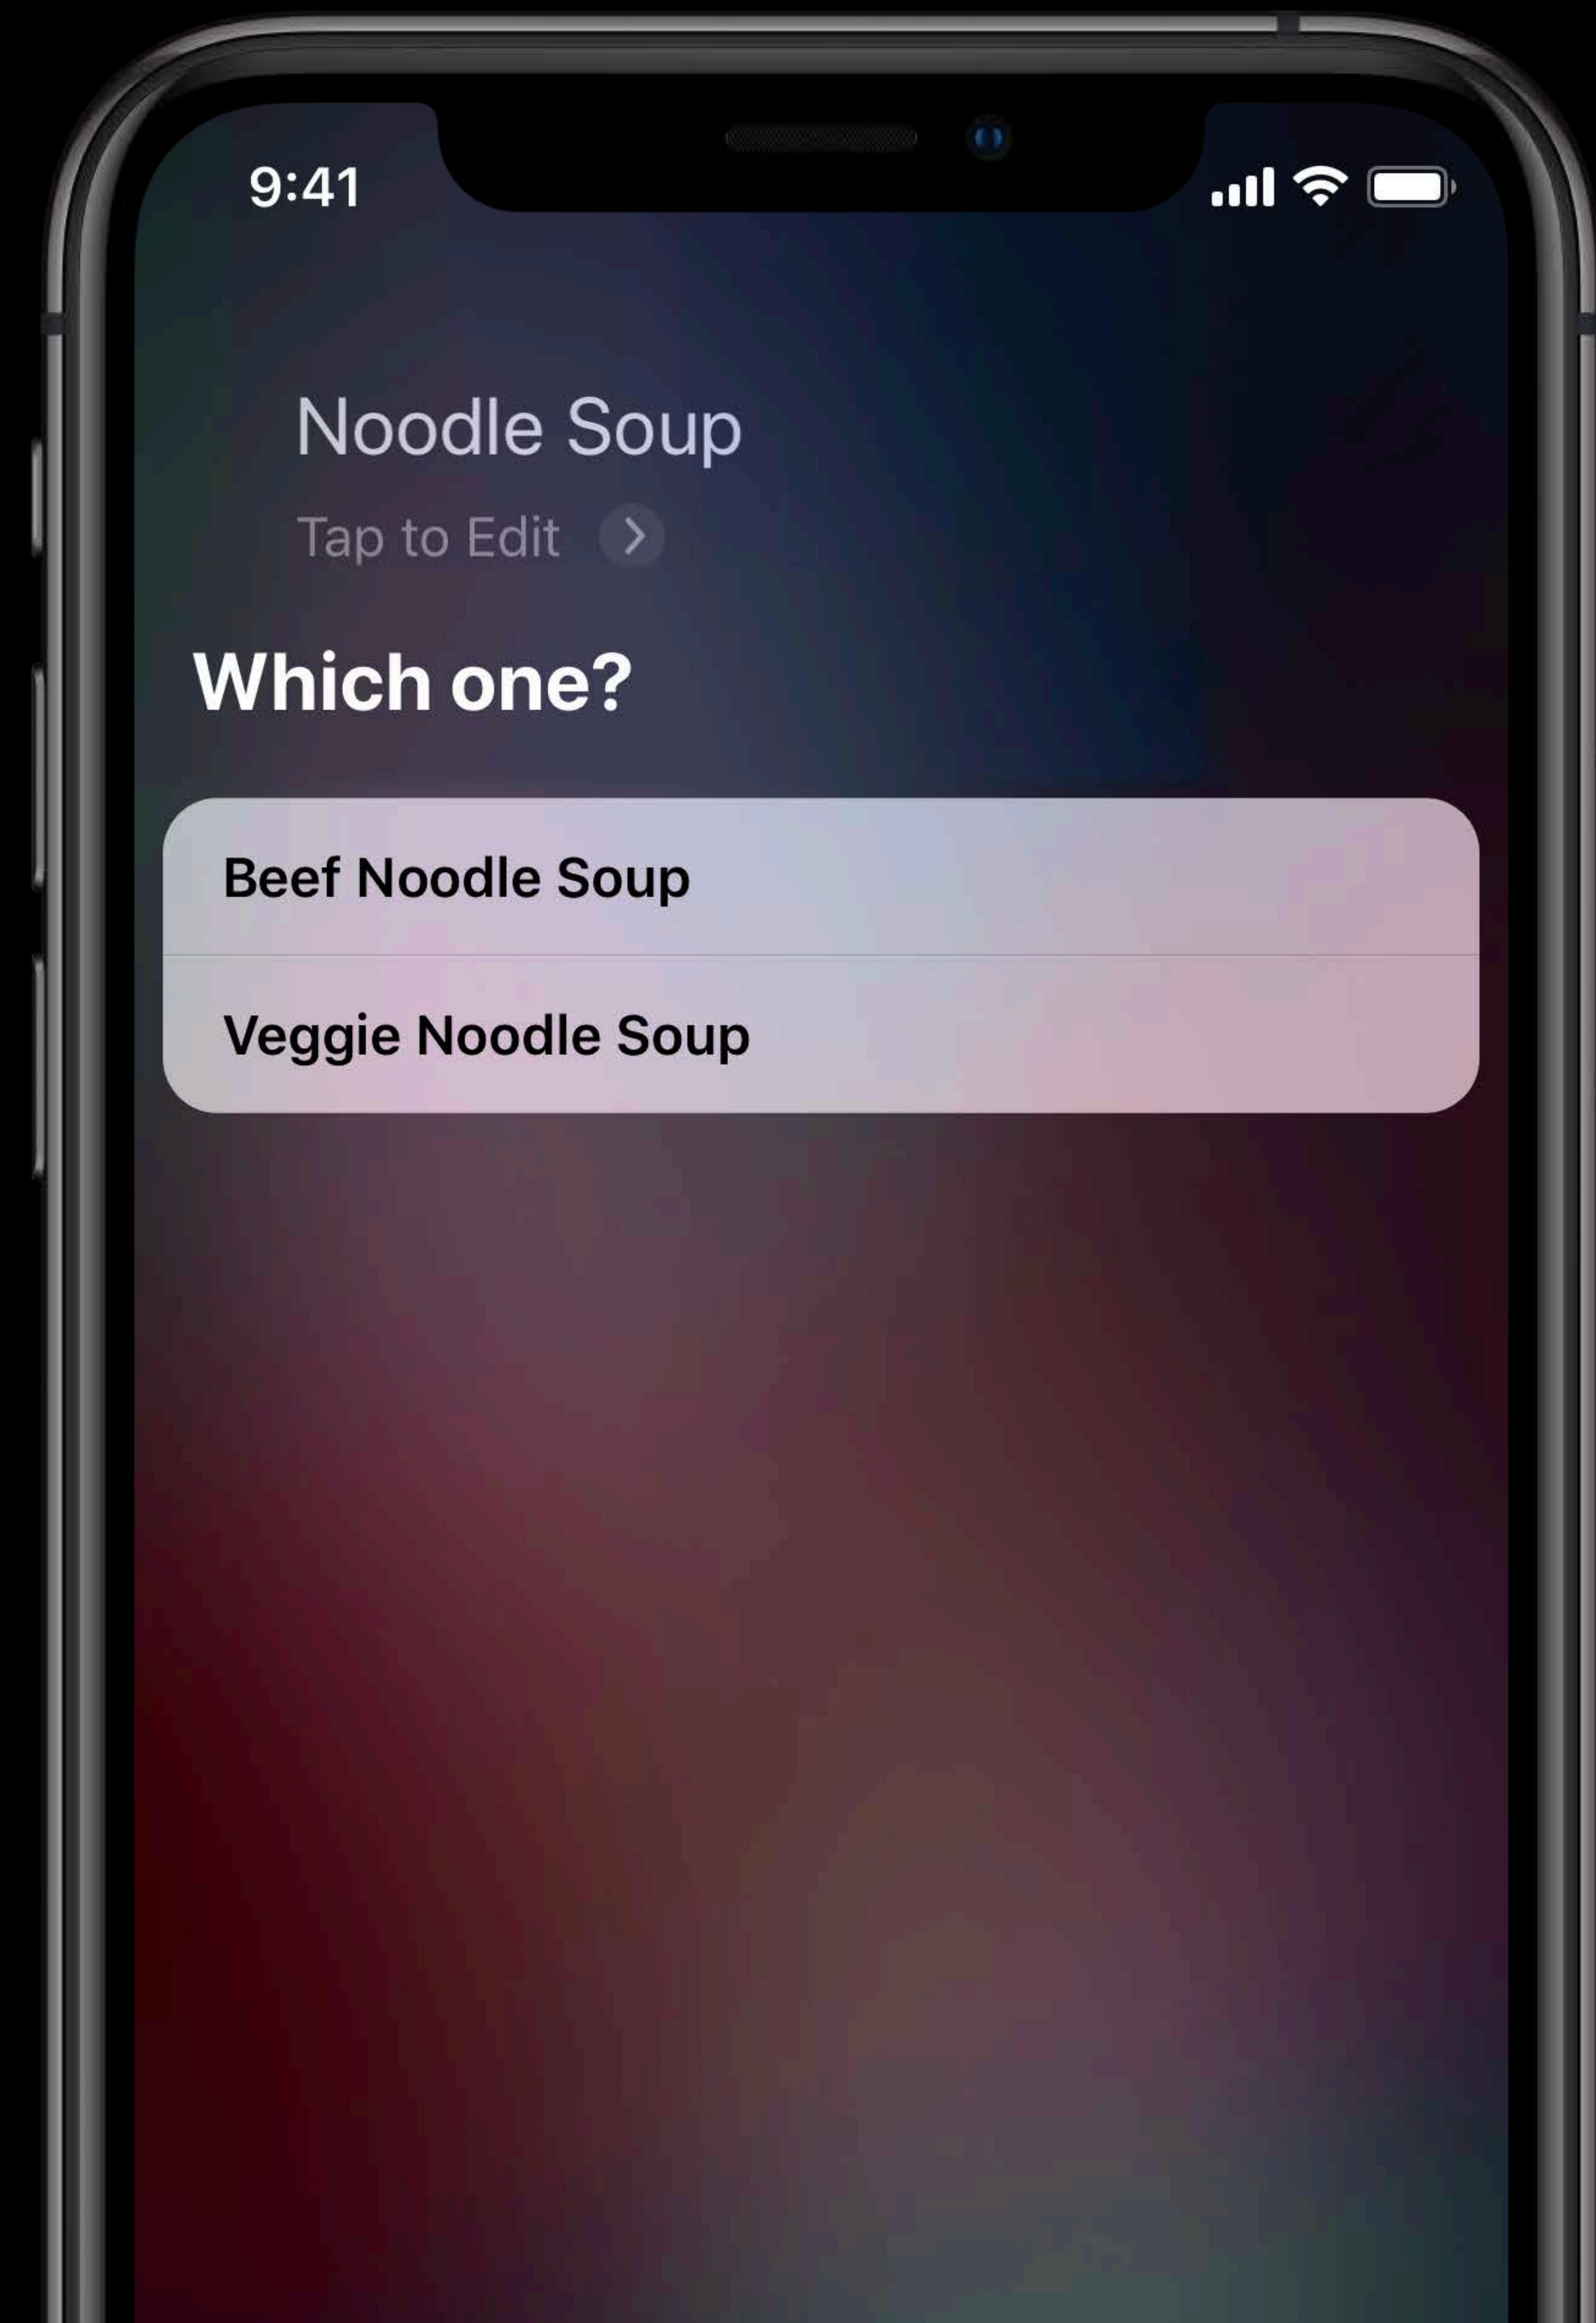 9:41
Noodle Soup
Tap to Edit
Which one?
Beef Noodle Soup
Veggie Noodle Soup